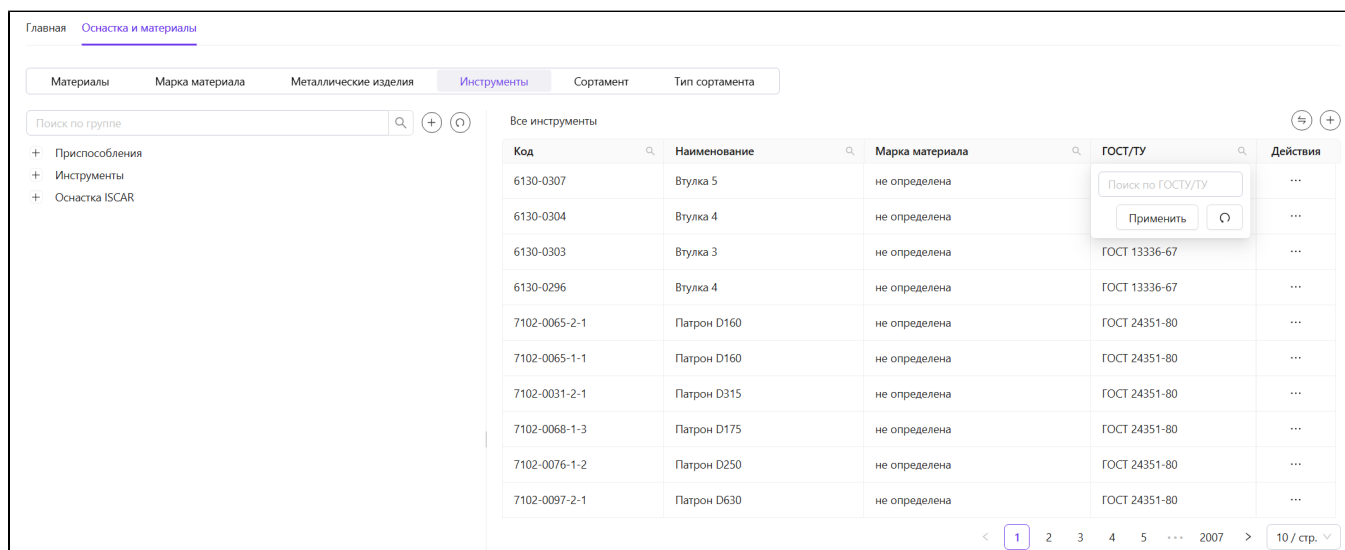 Главная Оснастка и материалы
Материалы Марка материала Металлические изделия Инструменты Сортамент Тип сортамента
Поиск по группе
Приспособления
Инструменты
Оснастка ISCAR
Все инструменты
Код Наименование Марка материала ГОСТ/ТУ Действия
6130-0307 Втулка 5 не определена
Поиск по ГОСТУ/ТУ
6130-0304 Втулка 4 не определена
Применить
6130-0303 Втулка 3 не определена ГОСТ 13336-67
6130-0296 Втулка 4 не определена ГОСТ 13336-67
7102-0065-2-1 Патрон D160 не определена ГОСТ 24351-80
7102-0065-1-1 Патрон D160 не определена ГОСТ 24351-80
7102-0031-2-1 Патрон D315 не определена ГОСТ 24351-80
7102-0068-1-3 Патрон D175 не определена ГОСТ 24351-80
7102-0076-1-2 Патрон D250 не определена ГОСТ 24351-80
7102-0097-2-1 Патрон D630 не определена ГОСТ 24351-80
< 1 2 3 4 5 ••• 2007 > 10 / стр.